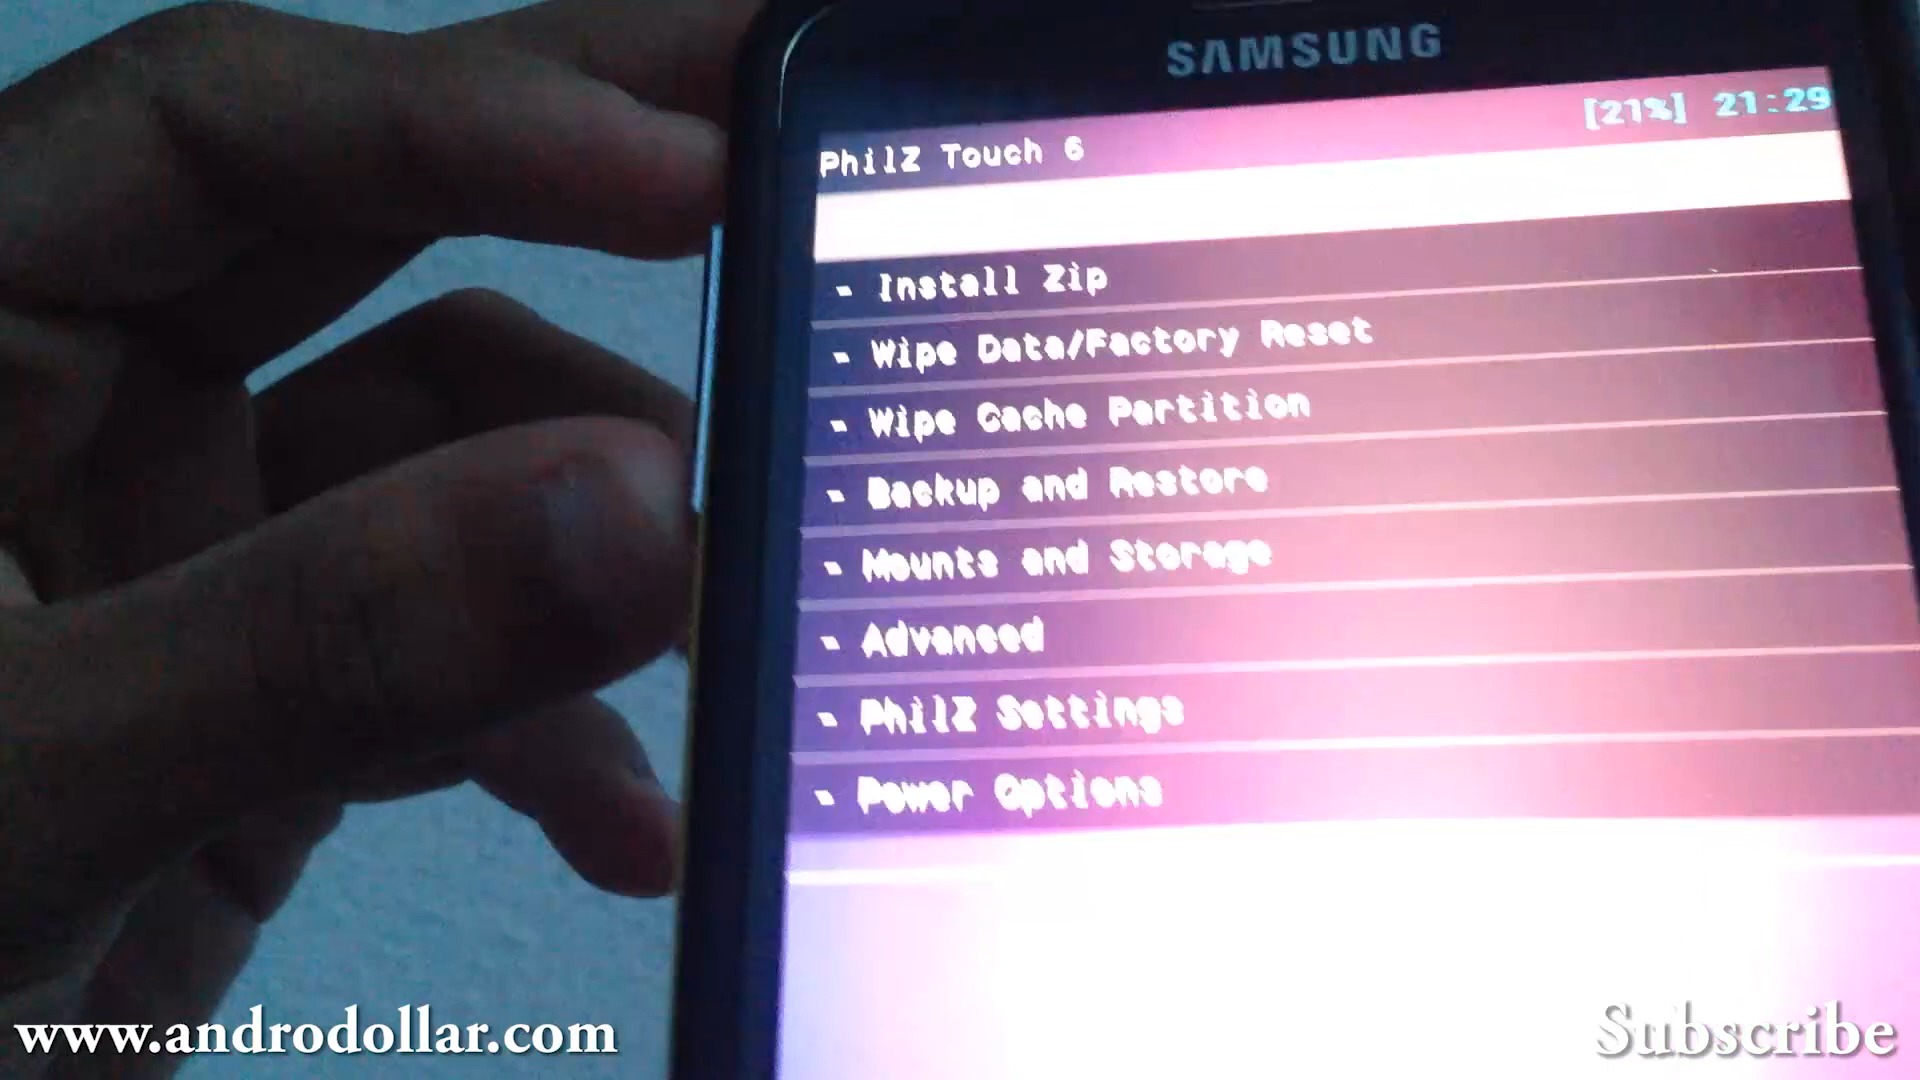 SAMSUNG
[21%] 21:29
PhilZ Touch 6
- Install Zip
- Wipe Data/Factory Reset
- Wipe Cache Partition
- Backup and Restore
- Mounts and Storage
- Advanced
- PhilZ Settings
- Power Options
www.androdollar.com
Subscribe